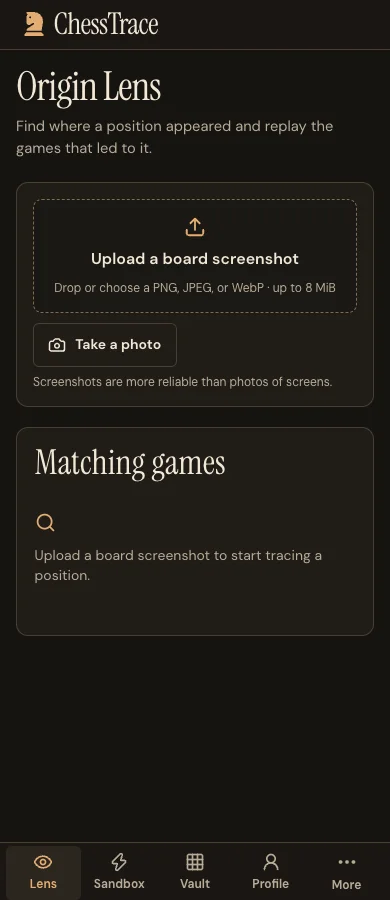 ChessTrace
Origin Lens
Find where a position appeared and replay the
games that led to it.
Upload a board screenshot
Drop or choose a PNG, JPEG, or WebP · up to 8 MiB
Take a photo
Screenshots are more reliable than photos of screens.
Matching games
Upload a board screenshot to start tracing a
position.
Lens Sandbox Vault Profile More